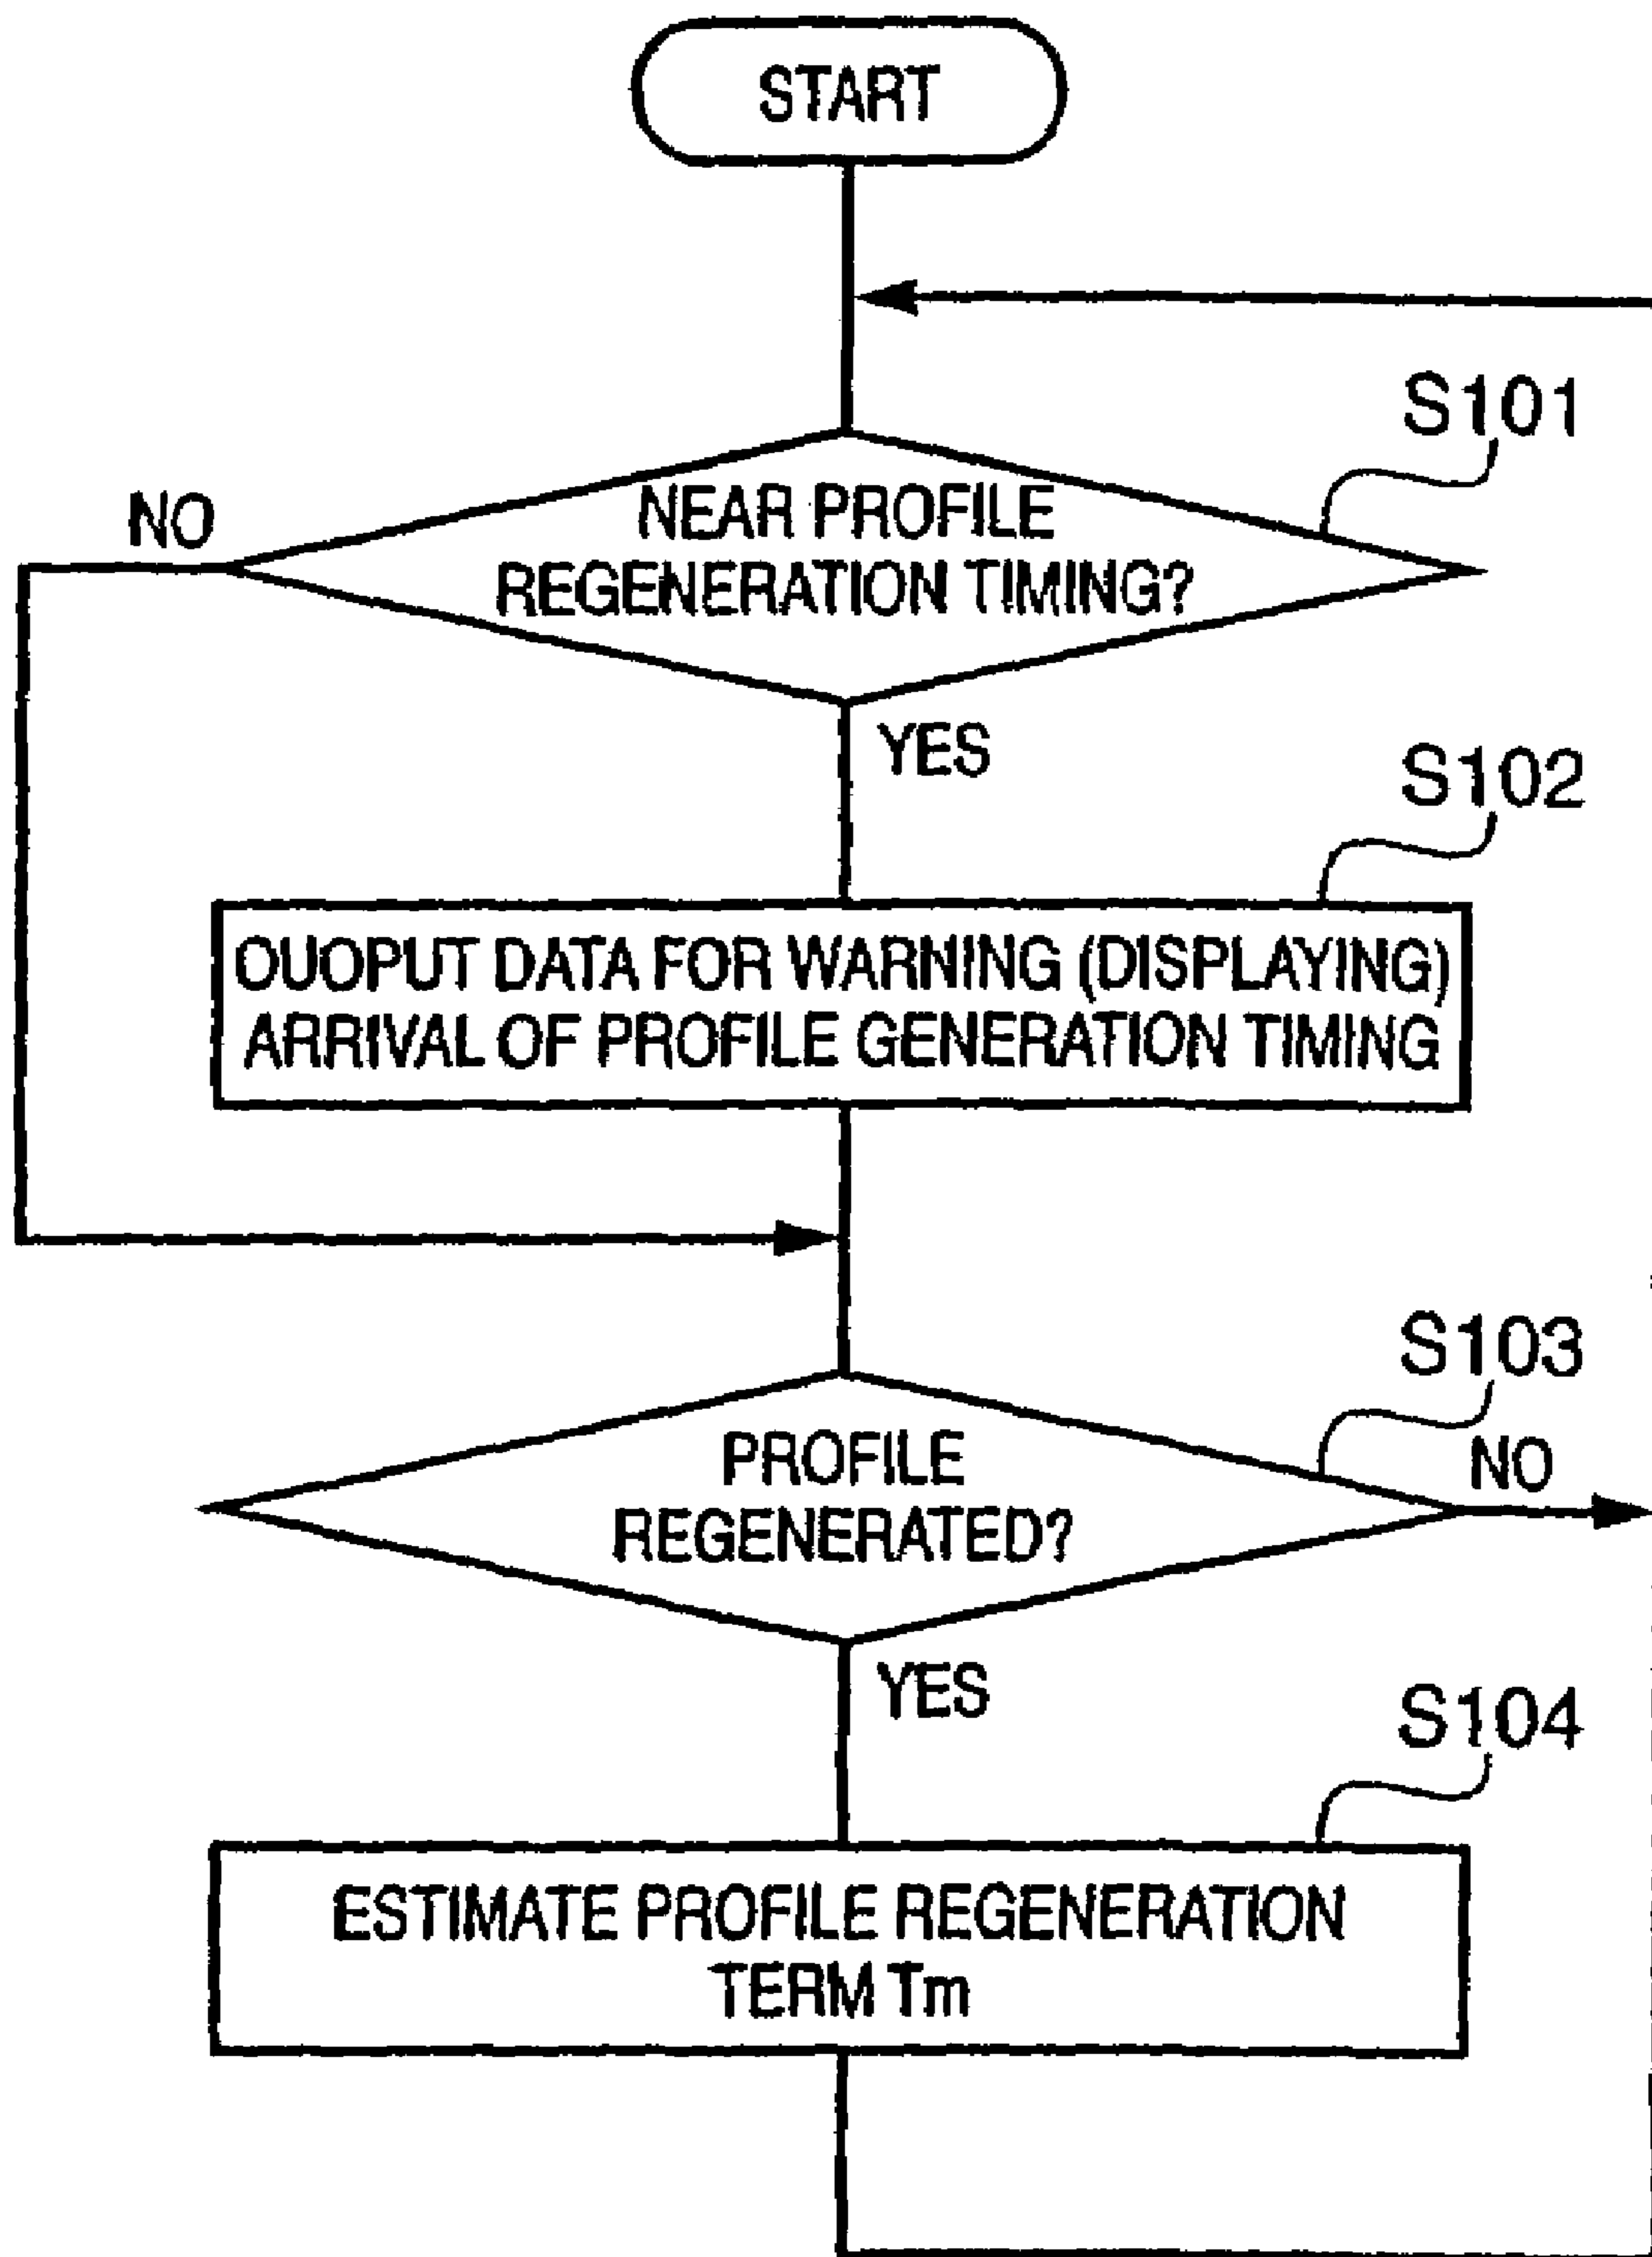 START
S101
NO
NEAR PROFILE
REGENERATION TIMING?
YES
S102
OUOPUT DATA FOR WARNING (DISPLAYING)
ARRIVAL OF PROFILE GENERATION TIMING
S103
PROFILE
REGENERATED?
NO
YES
S104
ESTIMATE PROFILE REGENERATION
TERM Tm